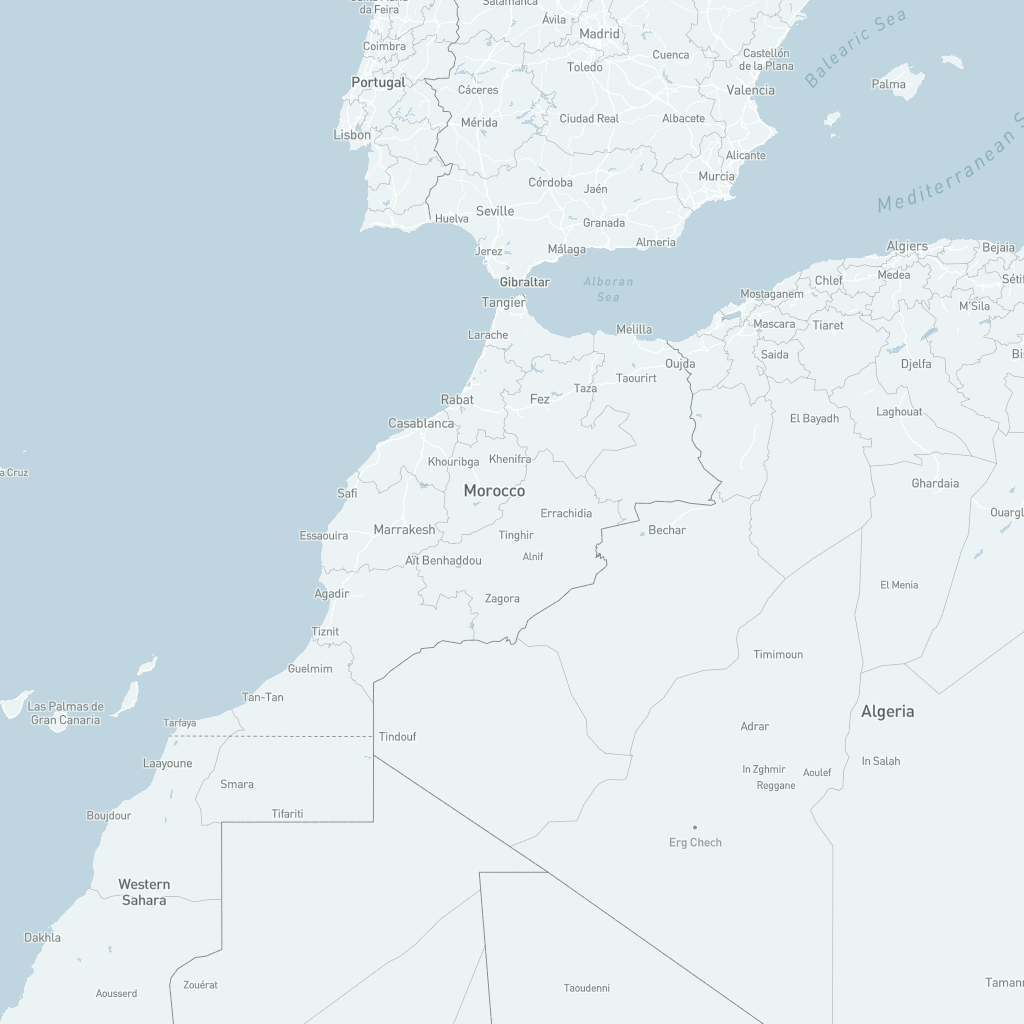 da Feira
Salamanca
Ávila
Madrid
Coimbra
Cuenca
Castellón
de la Plana
Balearic Sea
Toledo
Portugal
Cáceres
Valencia
Palma
Mérida
Ciudad Real
Albacete
Lisbon
Alicante
Mediterranean S
Murcia
Córdoba
Jaén
Seville
Huelva
Granada
Almeria
Jerez
Málaga
Algiers
Bejaia
Gibraltar
Alboran
Sea
Chlef
Medea
Sétif
Tangier
Mostaganem
M'Sila
Larache
Melilla
Mascara
Tiaret
Saida
Bi
Oujda
Djelfa
Taourirt
Taza
Rabat
Fez
Laghouat
El Bayadh
Casablanca
Khouribga
Khenifra
a Cruz
Ghardaia
Safi
Morocco
Errachidia
Ouargl
Marrakesh
Bechar
Essaouira
Tinghir
Aït Benhaddou
Alnif
El Menia
Agadir
Zagora
Tiznit
Timimoun
Guelmim
Tan-Tan
Las Palmas de
Gran Canaria
Algeria
Tarfaya
Adrar
Tindouf
Laayoune
In Salah
In Zghmir
Aoulef
Smara
Reggane
Boujdour
Tifariti
Erg Chech
Western
Sahara
Dakhla
Zouérat
Taoudenni
Tamanr
Aousserd